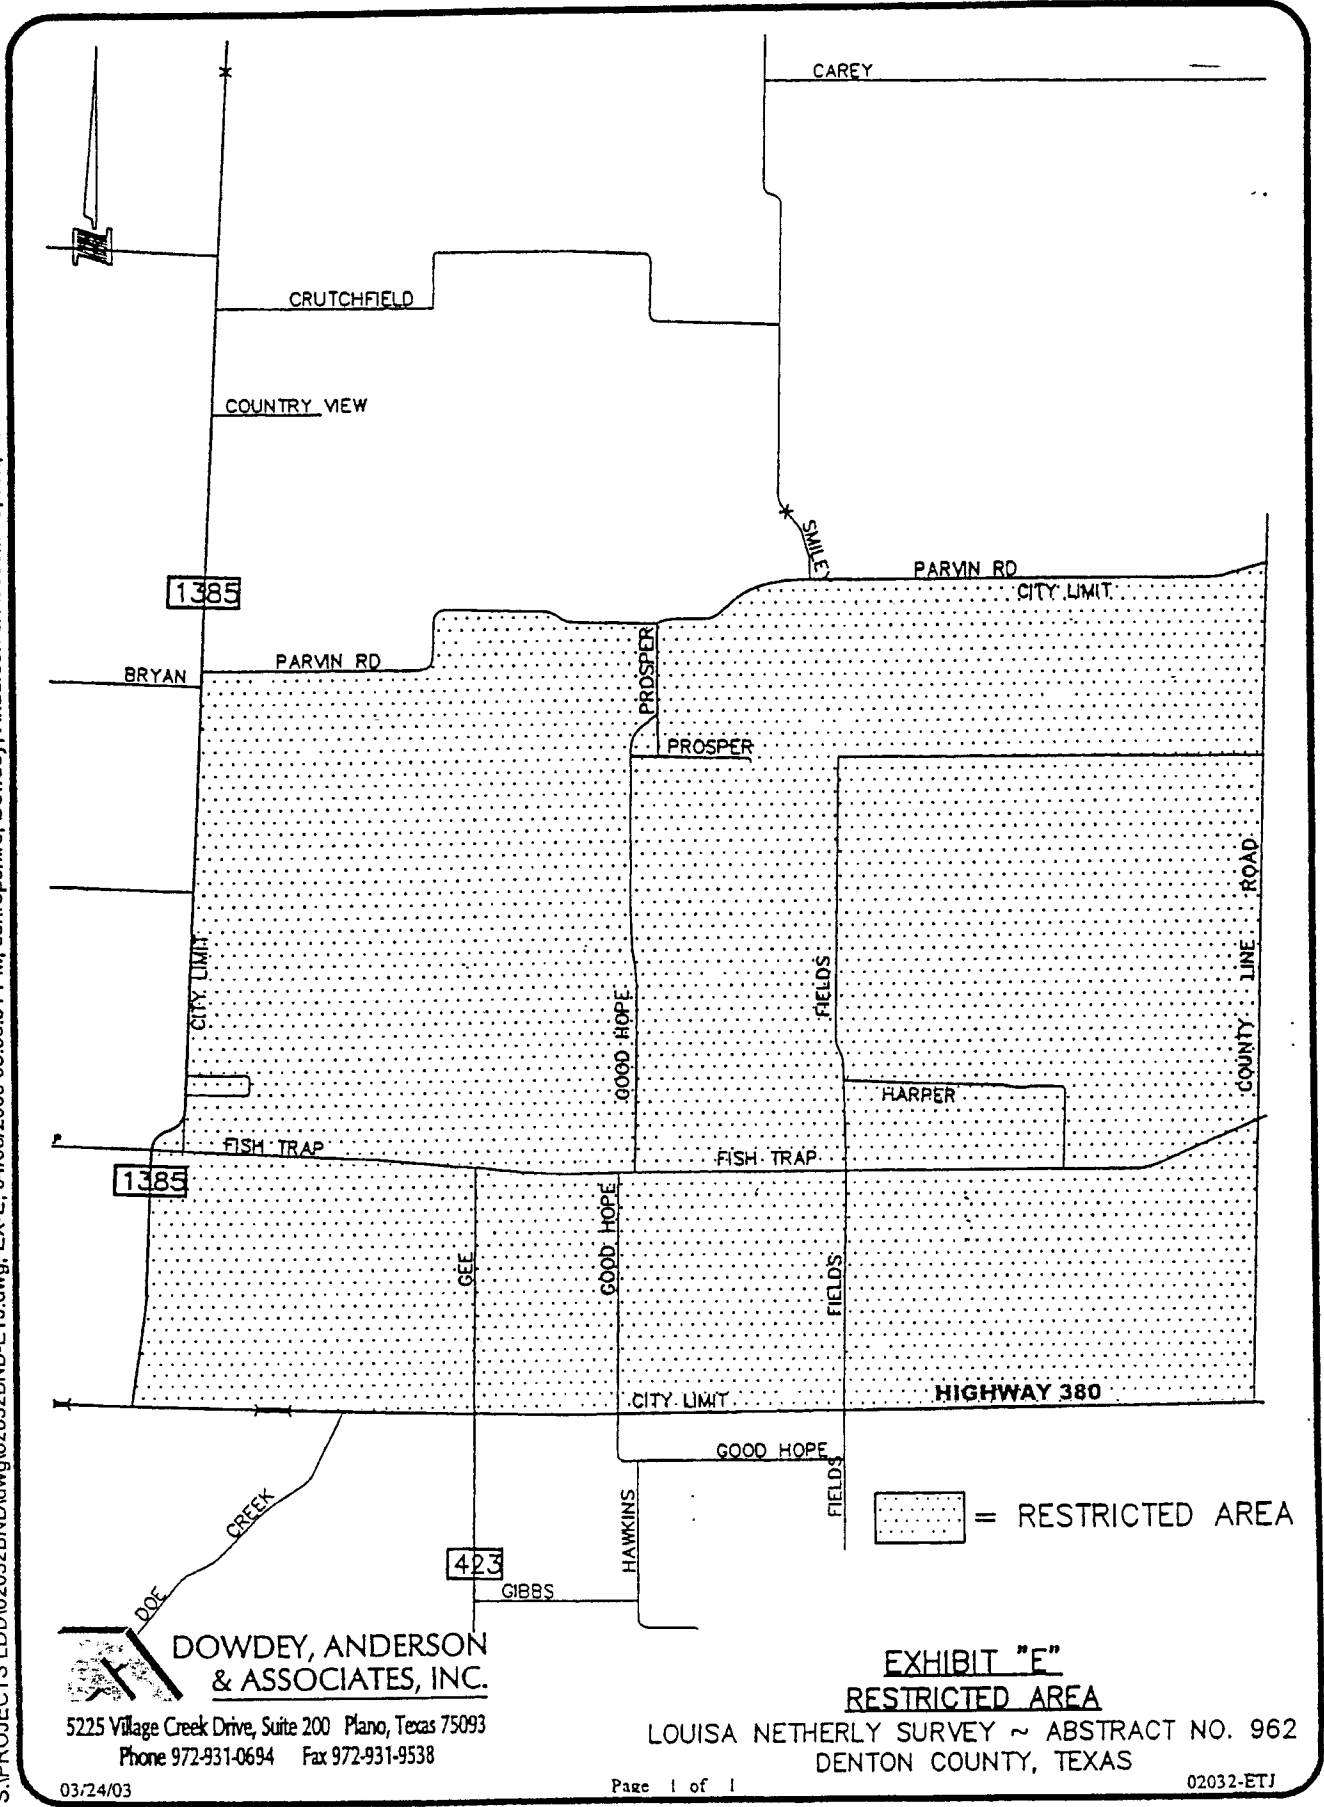 CAREY
CRUTCHFIELD
COUNTRY VIEW
SMILEY
1385
PARVIN RD
CITY LIMIT
PARVIN RD
BRYAN
PROSPER
PROSPER
CITY LIMIT
GOOD HOPE
FIELDS
COUNTY LINE ROAD
HARPER
FISH TRAP
FISH TRAP
1385
GEE
GOOD HOPE
FIELDS
CITY LIMIT
HIGHWAY 380
GOOD HOPE
FIELDS
HAWKINS
DOE CREEK
423
GIBBS
= RESTRICTED AREA
DOWDEY, ANDERSON
& ASSOCIATES, INC.
5225 Village Creek Drive, Suite 200 Plano, Texas 75093
Phone 972-931-0694 Fax 972-931-9538
EXHIBIT "E"
RESTRICTED AREA
LOUISA NETHERLY SURVEY ~ ABSTRACT NO. 962
DENTON COUNTY, TEXAS
03/24/03
Page 1 of 1
02032-ETJ